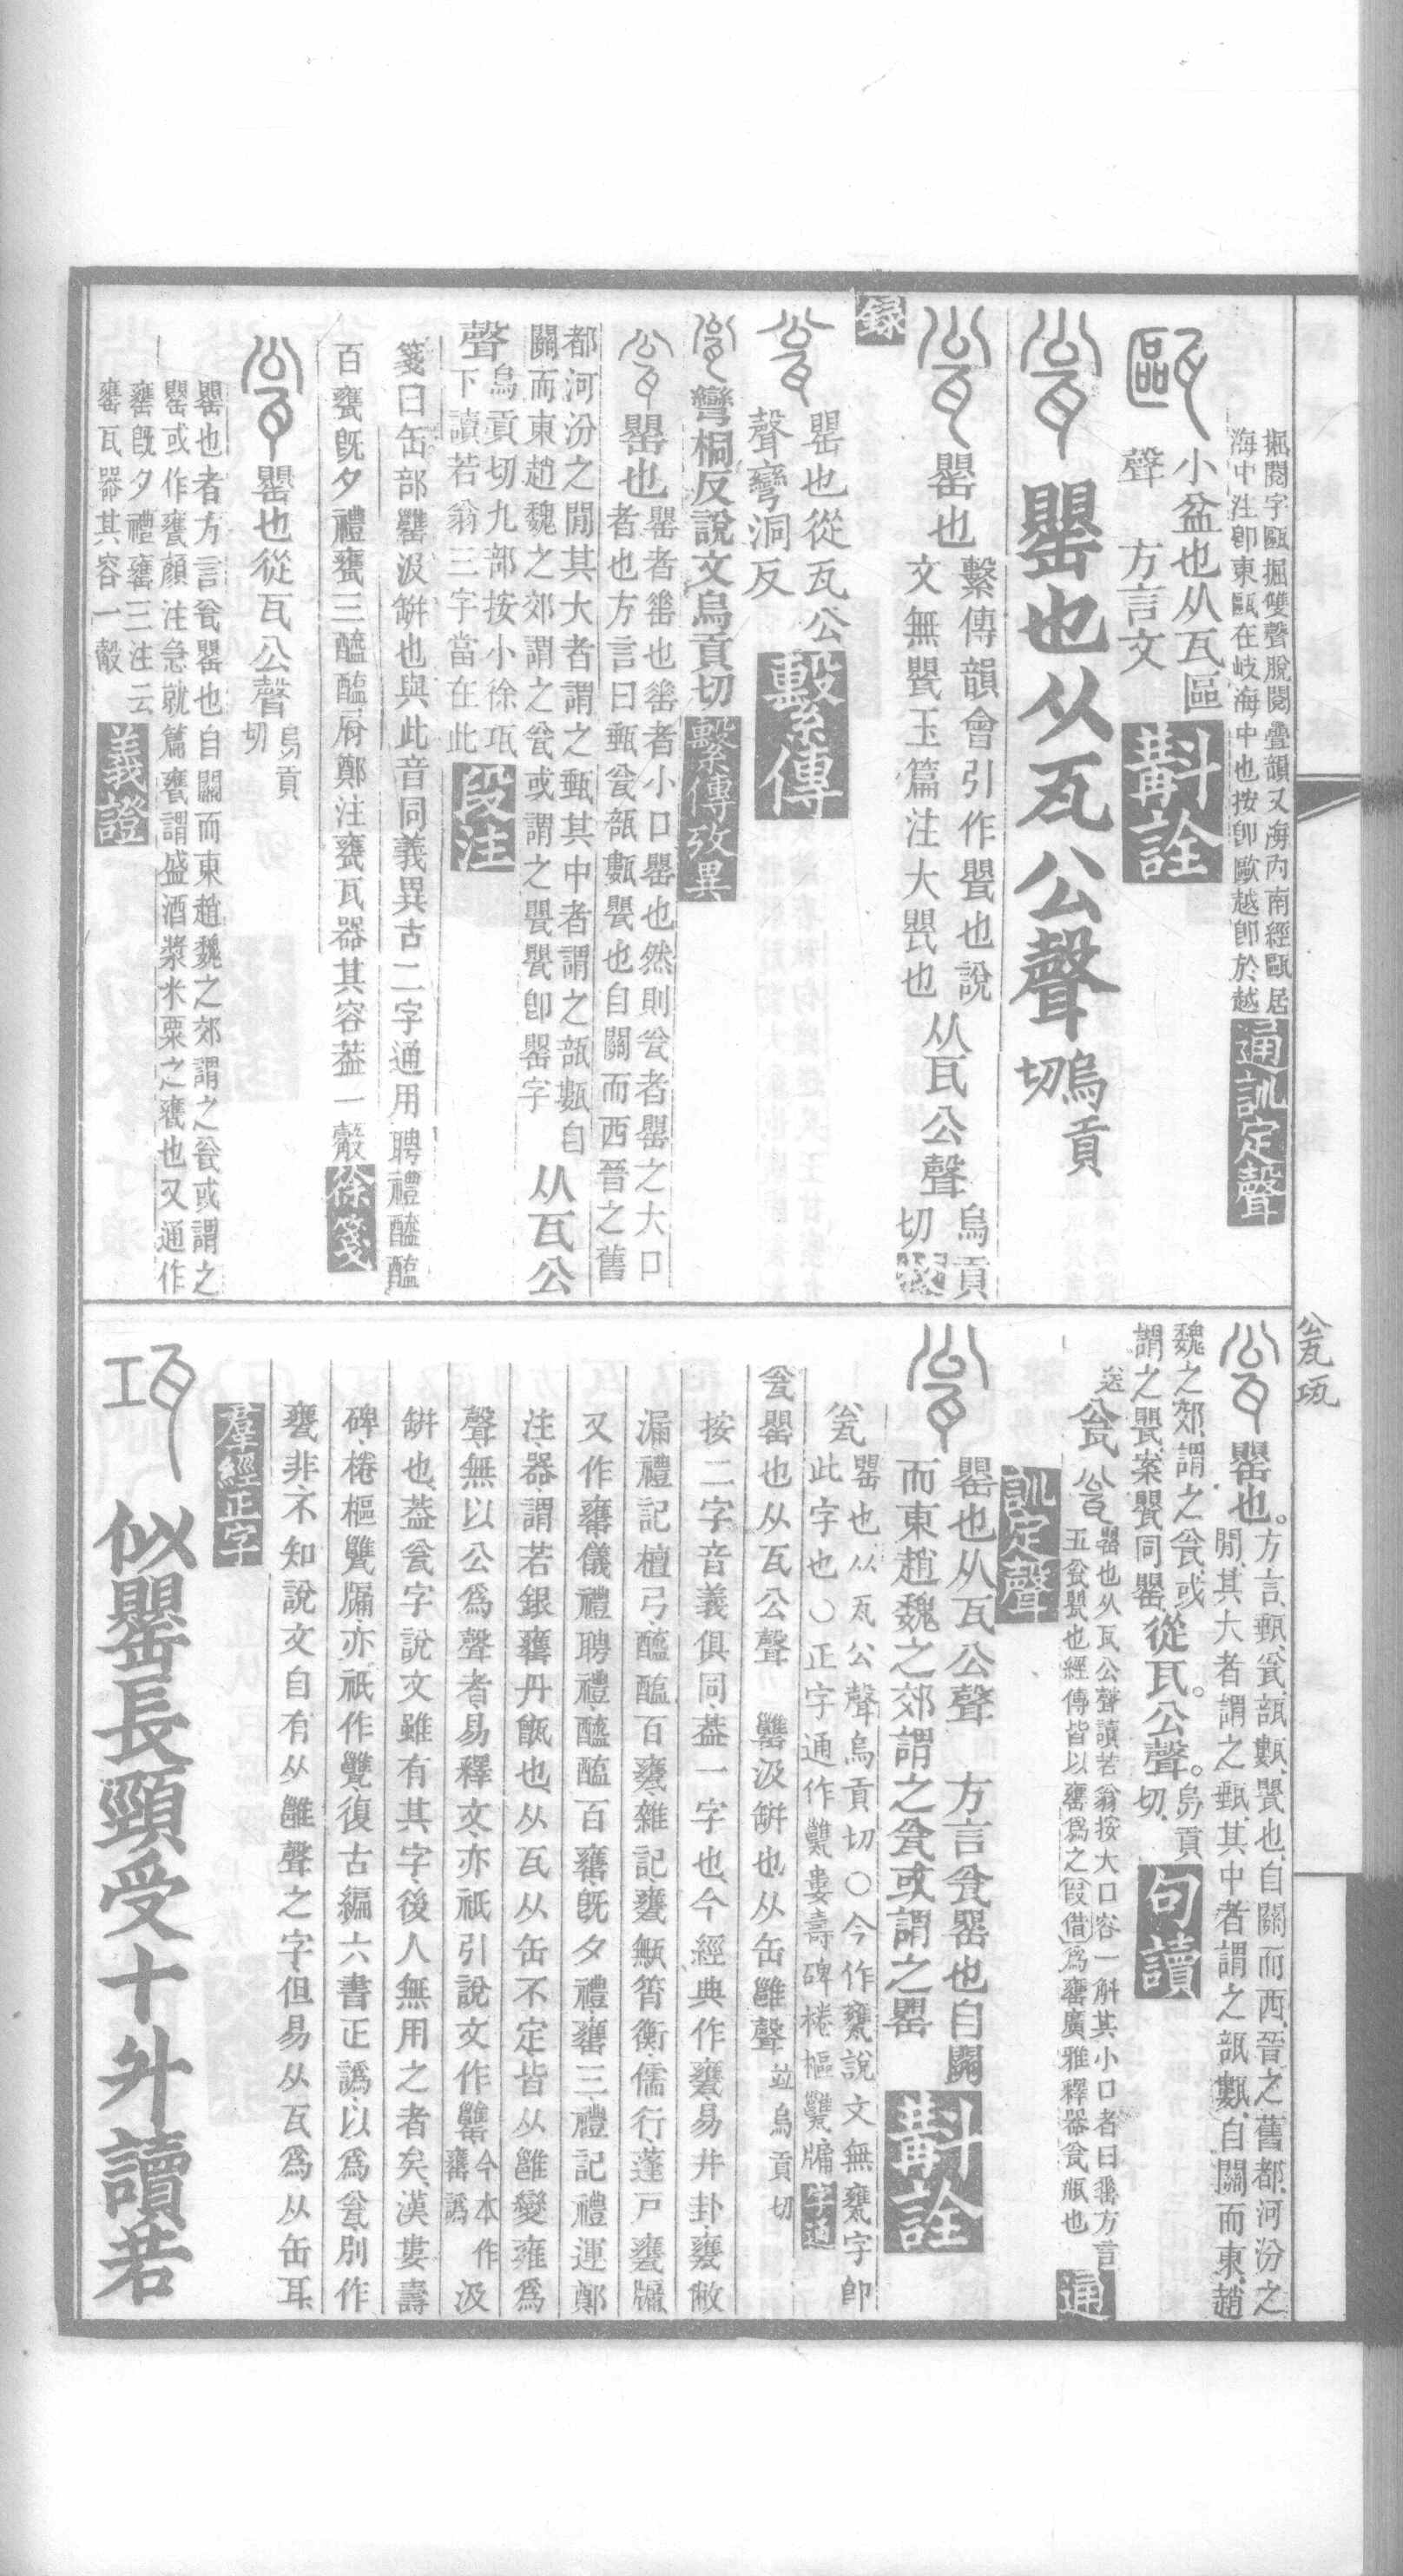 掘閱字甌掘雙聲脫閱疊韻又海內南經甌居
海中注卽東甌在岐海中也按卽歐越卽於越
通訓定聲
甌
小盆也从瓦區
聲　方言文
斠詮
瓮
罌也从瓦公聲
烏貢
切
瓮
罌也
繫傳韻會引作甖也說
文無甖玉篇注大甖也
从瓦公聲
烏貢
切
校
錄
瓮
罌也從瓦公
聲彎洞反
繫傳
瓮
彎桐反說文烏貢切
繫傳攷異
瓮
罌也
罌者䍃也䍃者小口罌也然則瓮者罌之大口
者也方言曰㼚瓮瓿甊甖也自關而西晉之舊
都河汾之閒其大者謂之甀其中者謂之瓿甊自
關而東趙魏之郊謂之瓮或謂之甖甖卽罌字
从瓦公
聲
烏貢切九部按小徐瓨
下讀若翁三字當在此
段注
箋曰缶部罋汲缾也與此音同義異古二字通用聘禮醯醢
百甕旣夕禮甕三醯醢屑鄭注甕瓦器其容葢一觳
徐箋
瓮
罌也從瓦公聲
烏貢
切
罌也者方言瓮罌也自關而東趙魏之郊謂之瓮或謂之
罌或作甕顏注急就篇甕謂盛酒漿米粟之甕也又通作
罋旣夕禮罋三注云
罋瓦器其容一觳
義證
瓮瓨
瓮
罌也。
方言、㼚、瓮、瓿甊、甖也、自關而西、晉之舊都、河汾之
閒、其大者謂之甀、其中者謂之瓿甊、自關而東、趙
魏之郊、謂之瓮、或
謂之甖、案甖同罌
從瓦。公聲。
烏貢
切
句讀
送
瓮
瓮
罌也从瓦公聲讀若翁按大口容一斛其小口者曰䍃方言
五瓮甖也經傳皆以罋爲之叚借爲罋廣雅釋器瓮瓶也
通
訓定聲
瓮
罌也从瓦公聲　方言瓮罌也自關
而東趙魏之郊謂之瓮或謂之罌
斠詮
瓮
罌也从瓦公聲烏貢切○今作甕說文無甕字卽
此字也○正字通作甕婁壽碑棬樞甕牖
字通
瓮罌也从瓦公聲　罋汲缾也从缶雝聲
竝烏貢切
按二字音義俱同、葢一字也、今經典作甕、易井卦、甕敝
漏、禮記檀弓、醯醢百甕、雜記、甕甒筲衡、儒行、蓬戶甕牖、
又作罋、儀禮聘禮、醯醢百罋、旣夕禮、罋三、禮記禮運鄭
注、器、謂若銀罋丹甑也、从瓦从缶不定、皆从雝變雍爲
聲、無以公爲聲者、易釋文、亦祇引說文作罋
今本作
罋譌
汲
缾也、葢瓮字說文雖有其字、後人無用之者矣、漢婁壽
碑、棬樞甕牖、亦祇作甕、復古編、六書正譌、以爲瓮、別作
甕非、不知說文自有从雝聲之字、但易从瓦爲从缶耳、
羣經正字
瓨
似罌長頸受十升讀若